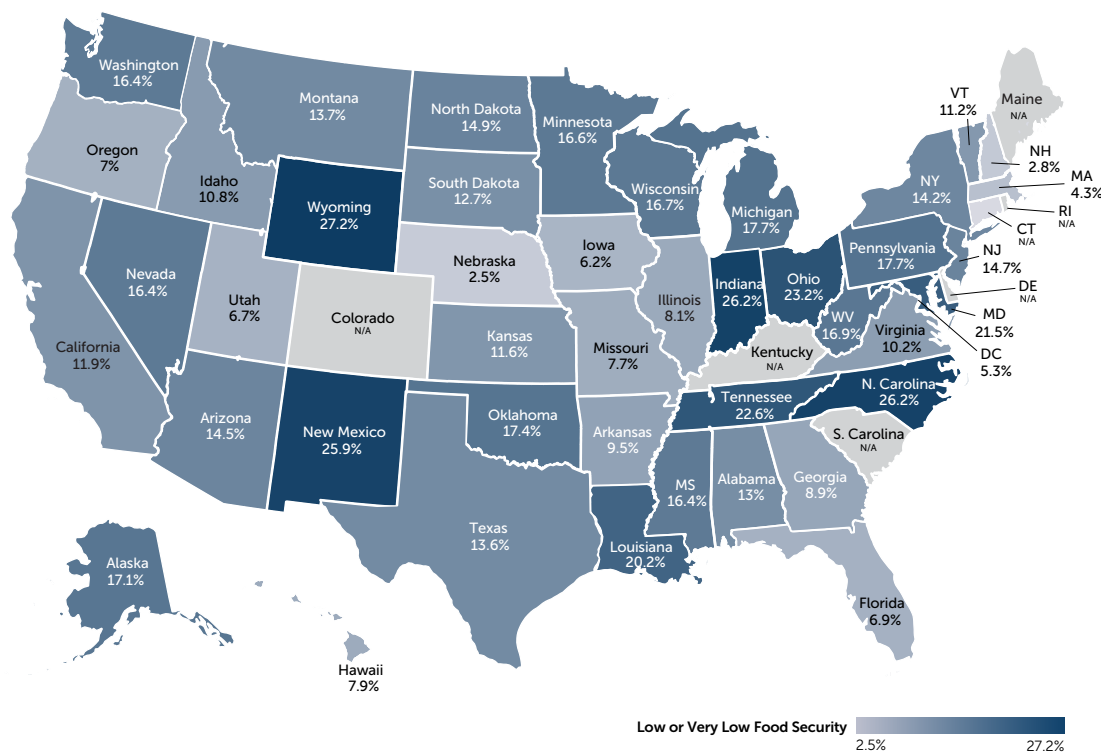 Washington
16.4%
Oregon
7%
California
11.9%
Nevada
16.4%
Idaho
10.8%
Montana
13.7%
Wyoming
27.2%
Utah
6.7%
Colorado
N/A
Arizona
14.5%
New Mexico
25.9%
North Dakota
14.9%
South Dakota
12.7%
Nebraska
2.5%
Kansas
11.6%
Oklahoma
17.4%
Texas
13.6%
Minnesota
16.6%
Iowa
6.2%
Missouri
7.7%
Arkansas
9.5%
Louisiana
20.2%
Wisconsin
16.7%
Illinois
8.1%
Michigan
17.7%
Indiana
26.2%
Ohio
23.2%
Kentucky
N/A
Tennessee
22.6%
MS
16.4%
Alabama
13%
Georgia
8.9%
Florida
6.9%
S. Carolina
N/A
N. Carolina
26.2%
Virginia
10.2%
WV
16.9%
Pennsylvania
17.7%
NY
14.2%
VT
11.2%
Maine
N/A
NH
2.8%
MA
4.3%
RI
N/A
CT
N/A
NJ
14.7%
DE
N/A
MD
21.5%
DC
5.3%
Alaska
17.1%
Hawaii
7.9%
Low or Very Low Food Security
2.5%
27.2%